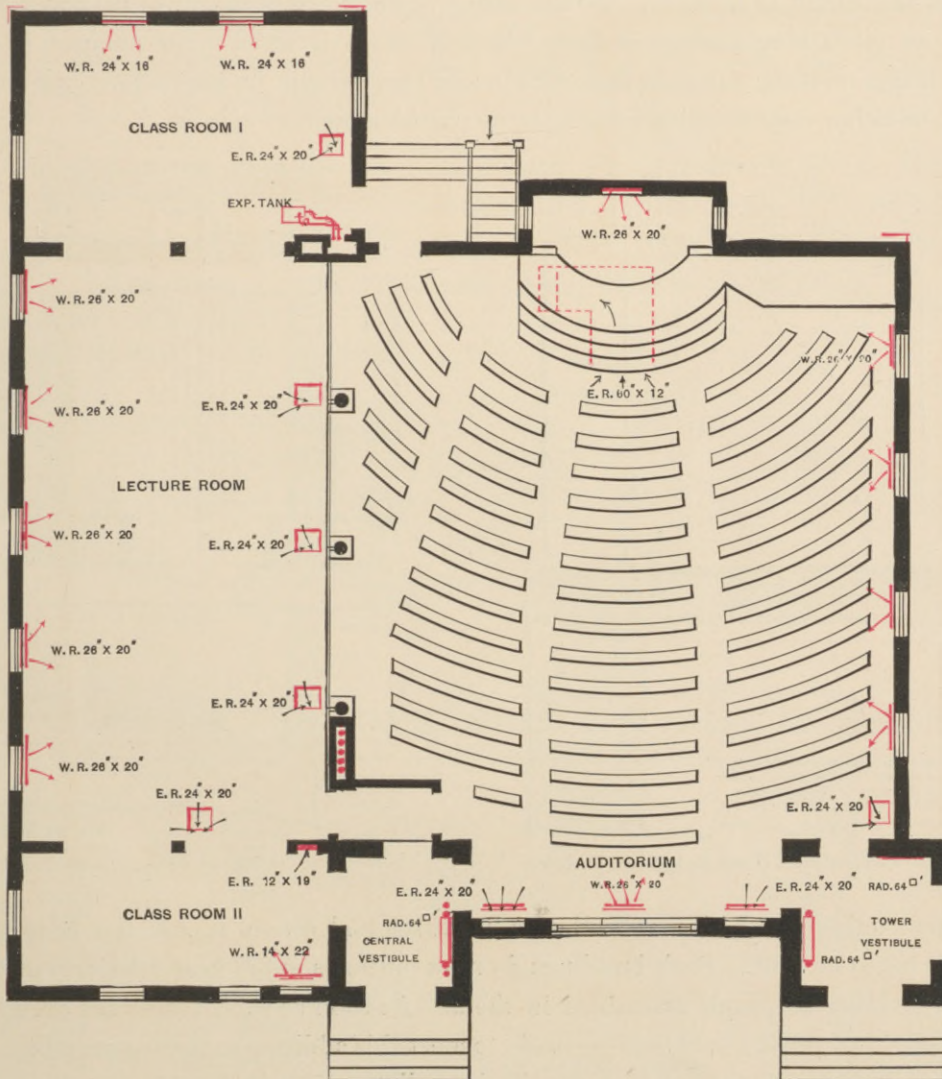 W.R. 24" X 16"
W.R. 24" X 16"
CLASS ROOM I
E.R. 24" X 20"
EXP. TANK
W.R. 26" X 20"
W.R. 26" X 20"
W.R. 26" X 20"
E.R. 60" X 12"
W.R. 26" X 20"
E.R. 24" X 20"
LECTURE ROOM
W.R. 26" X 20"
E.R. 24" X 20"
W.R. 26" X 20"
E.R. 24" X 20"
W.R. 26" X 20"
E.R. 24" X 20"
E.R. 24" X 20"
AUDITORIUM
E.R. 12" X 19"
E.R. 24" X 20"
W.R. 26" X 20"
E.R. 24" X 20"
RAD. 64 □'
CLASS ROOM II
RAD. 64 □'
CENTRAL
VESTIBULE
TOWER
VESTIBULE
W.R. 14" X 22"
RAD. 64 □'